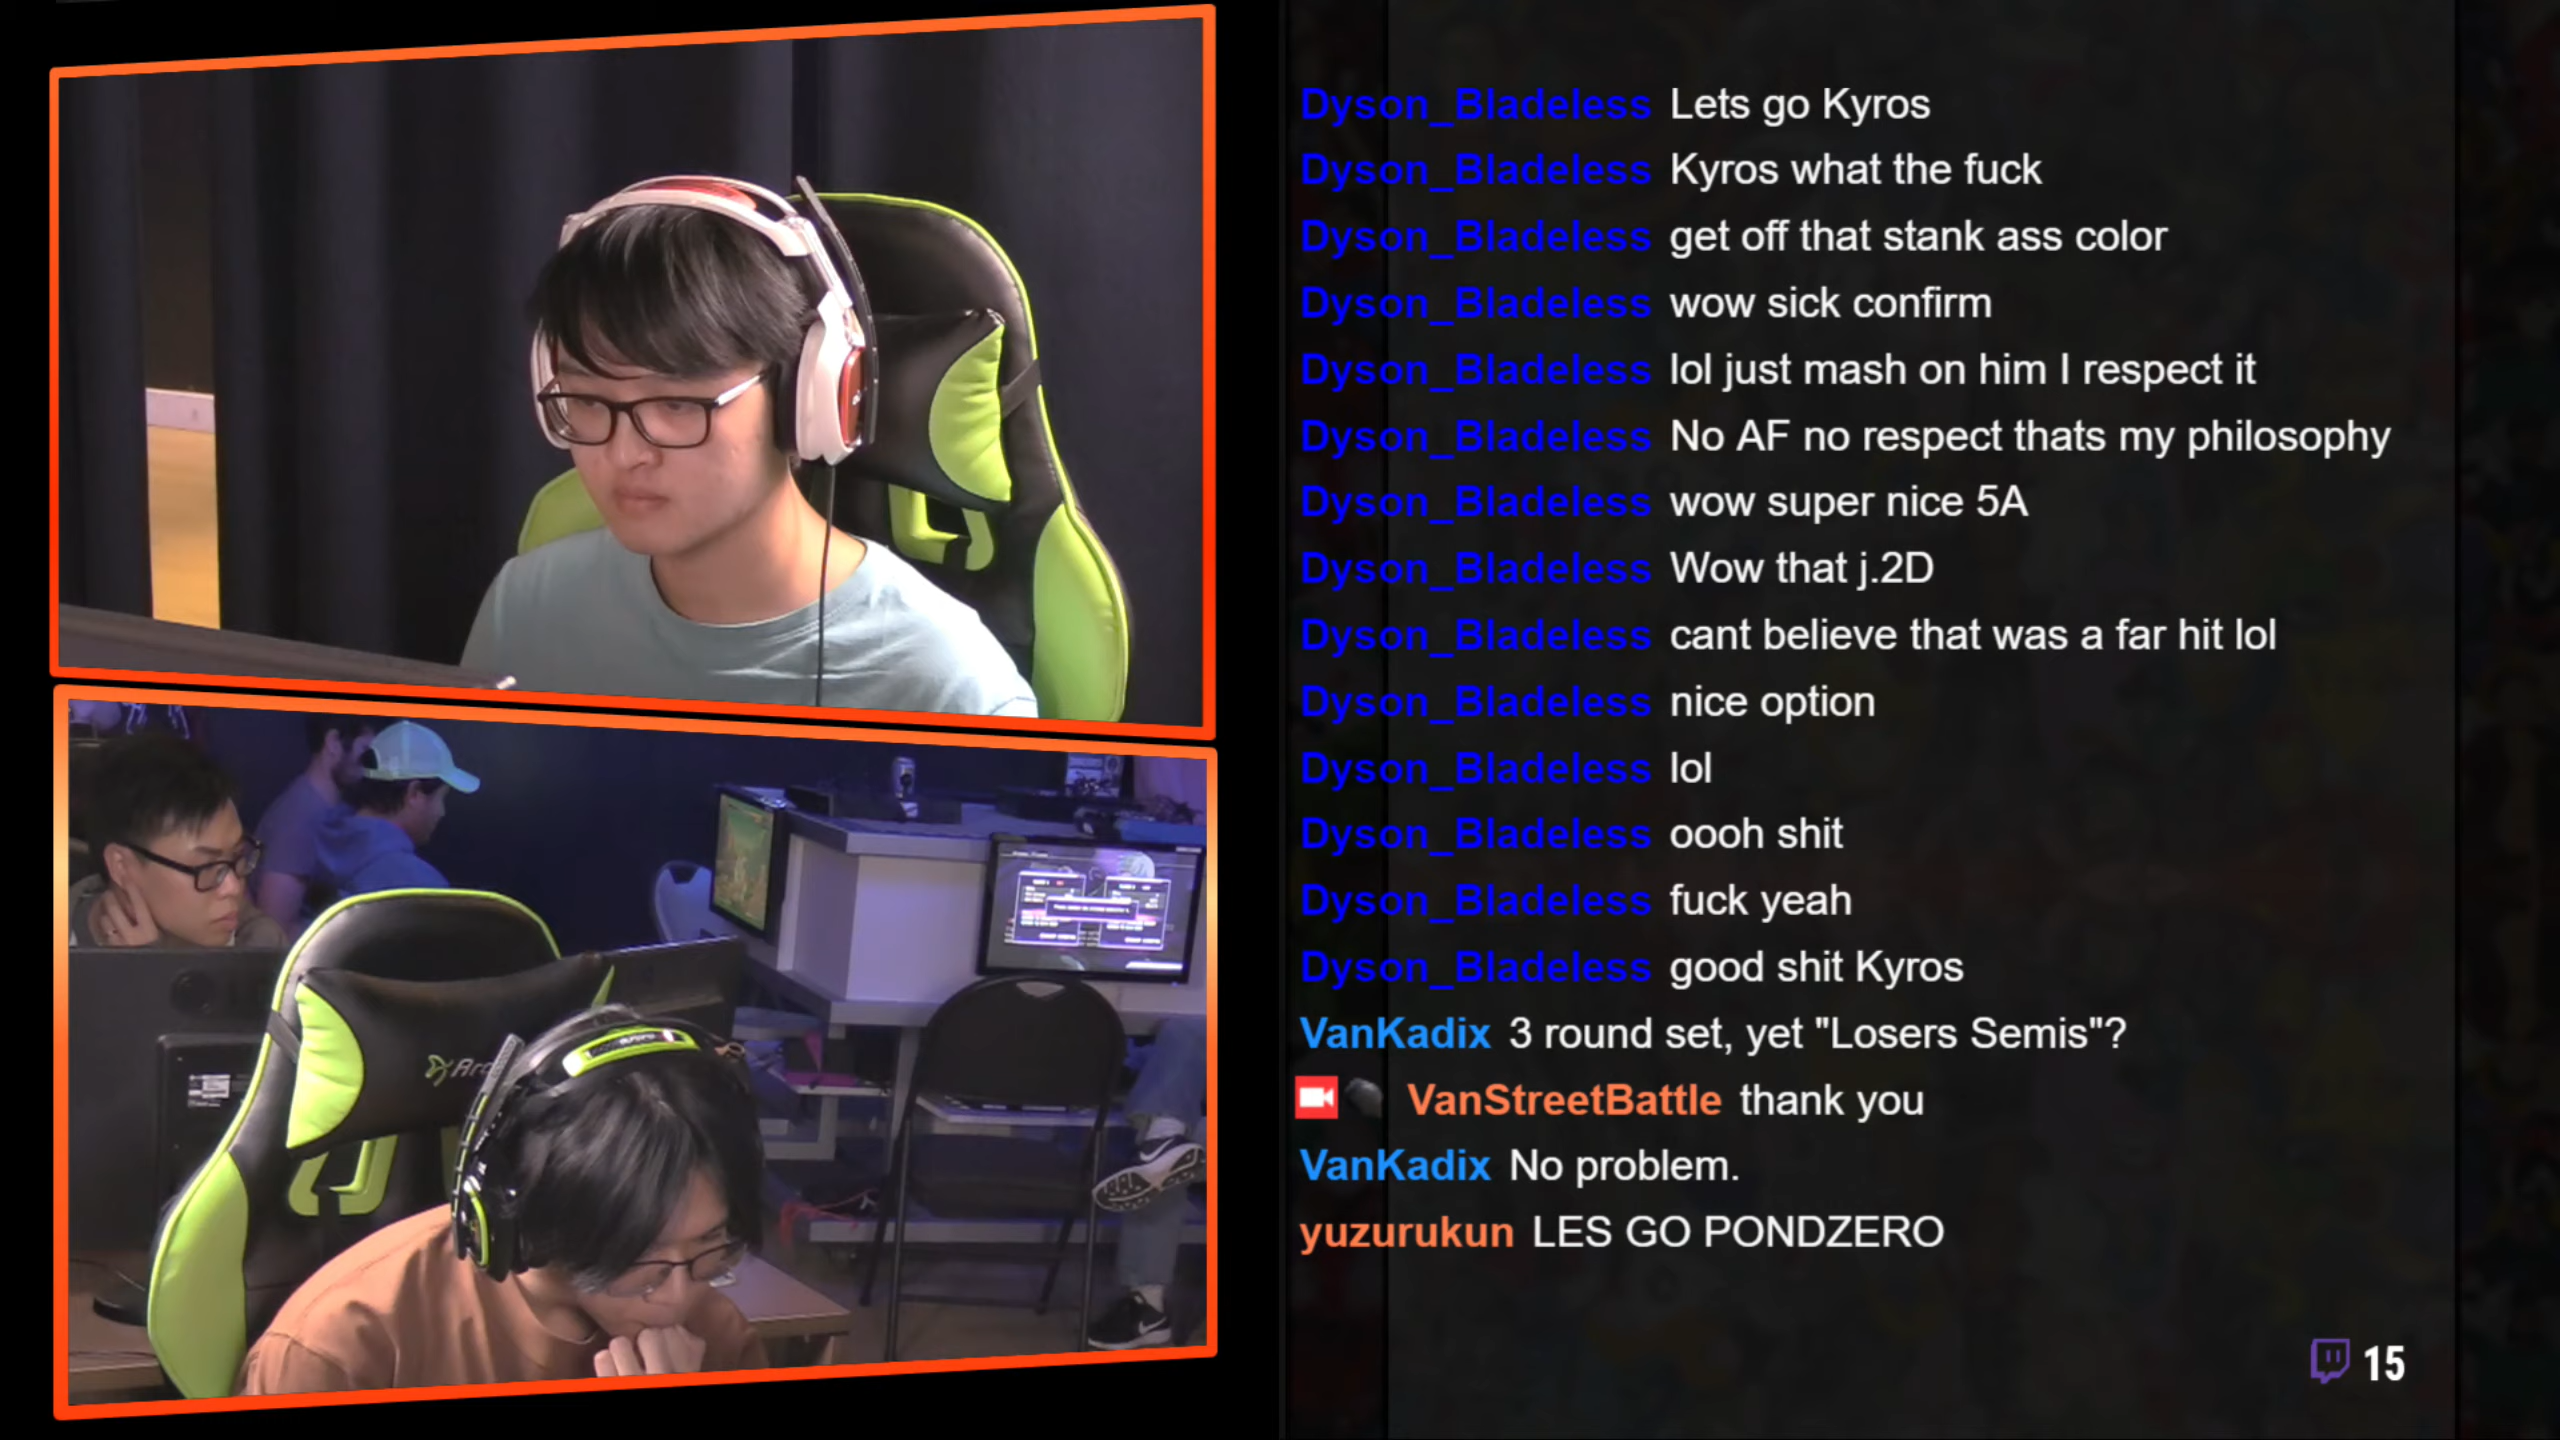 Dyson_Bladeless Lets go Kyros
Dyson_Bladeless Kyros what the fuck
Dyson_Bladeless get off that stank ass color
Dyson_Bladeless wow sick confirm
Dyson_Bladeless lol just mash on him I respect it
Dyson_Bladeless No AF no respect thats my philosophy
Dyson_Bladeless wow super nice 5A
Dyson_Bladeless Wow that j.2D
Dyson_Bladeless cant believe that was a far hit lol
Dyson_Bladeless nice option
Dyson_Bladeless lol
Dyson_Bladeless oooh shit
Dyson_Bladeless fuck yeah
Dyson_Bladeless good shit Kyros
VanKadix 3 round set, yet "Losers Semis"?
VanStreetBattle thank you
VanKadix No problem.
yuzurukun LES GO PONDZERO
15